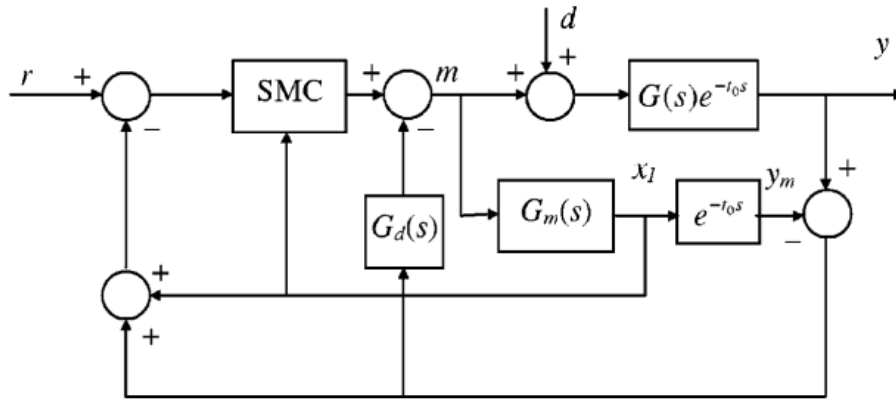 d
r + + m + + y
SMC G(s)e^{-t_0 s}
− −
x_1 y_m +
G_d(s) G_m(s) e^{-t_0 s}
−
+
+